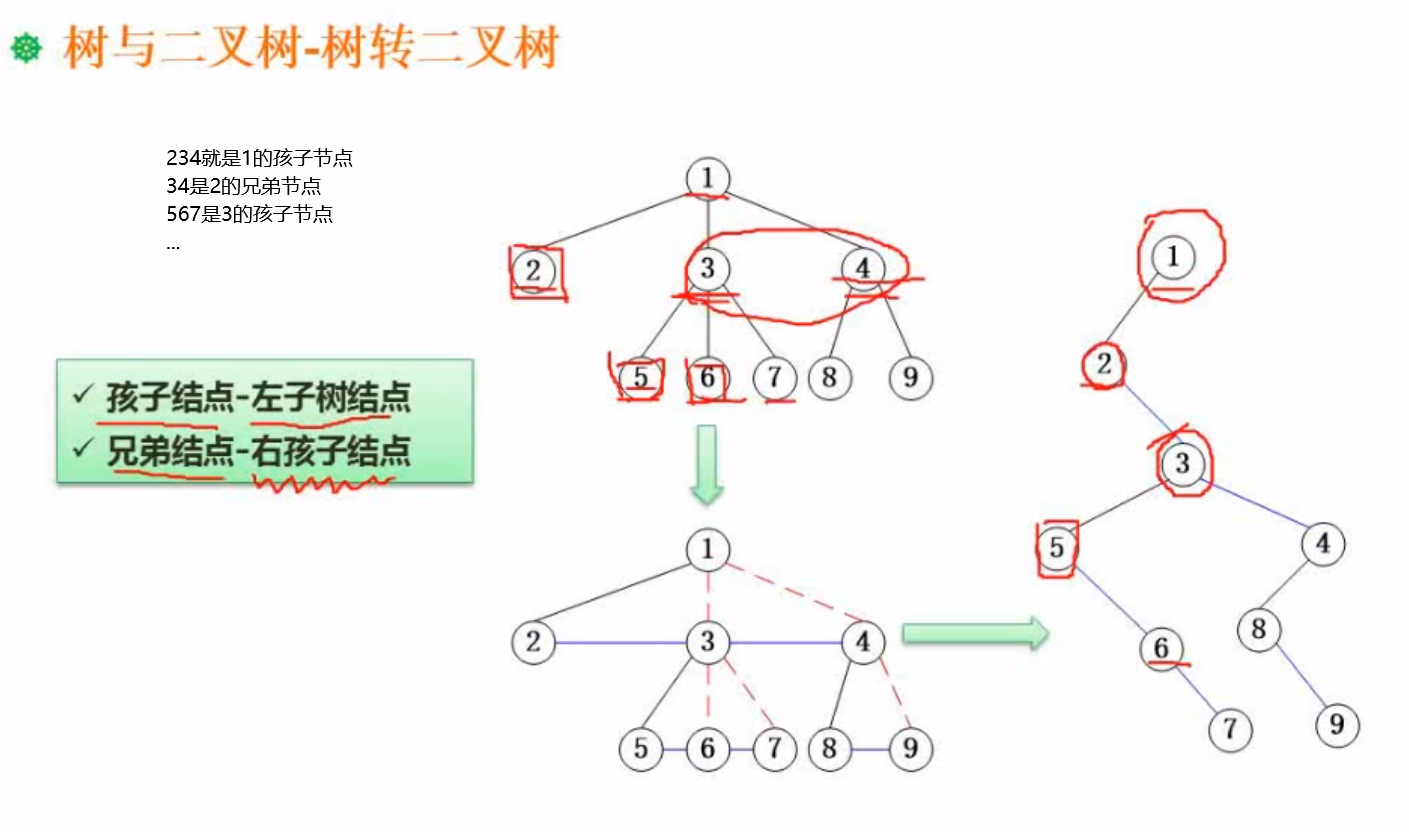 树与二叉树-树转二叉树
234就是1的孩子节点
34是2的兄弟节点
567是3的孩子节点
...
✓ 孩子结点-左子树结点
✓ 兄弟结点-右孩子结点
1
2 3 4
5 6 7 8 9
1
2 3 4
5 6 7 8 9
1
2
3
5 4
6 8
7 9